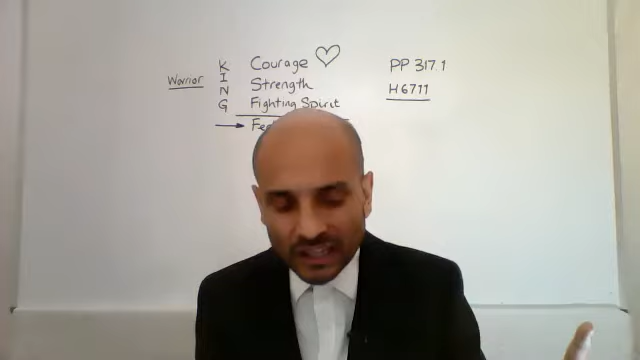 K
I
N
G
Warrior
Courage
Strength
Fighting Spirit
PP 317.1
H6711